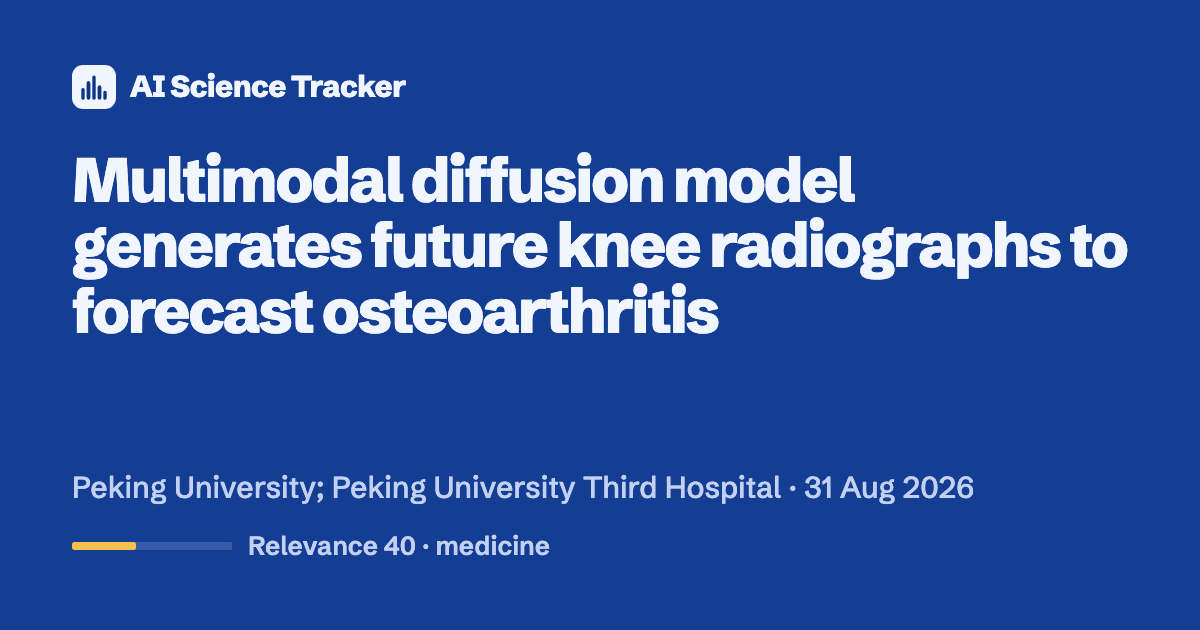 AI Science Tracker
Multimodal diffusion model
generates future knee radiographs to
forecast osteoarthritis
Peking University; Peking University Third Hospital · 31 Aug 2026
Relevance 40 · medicine